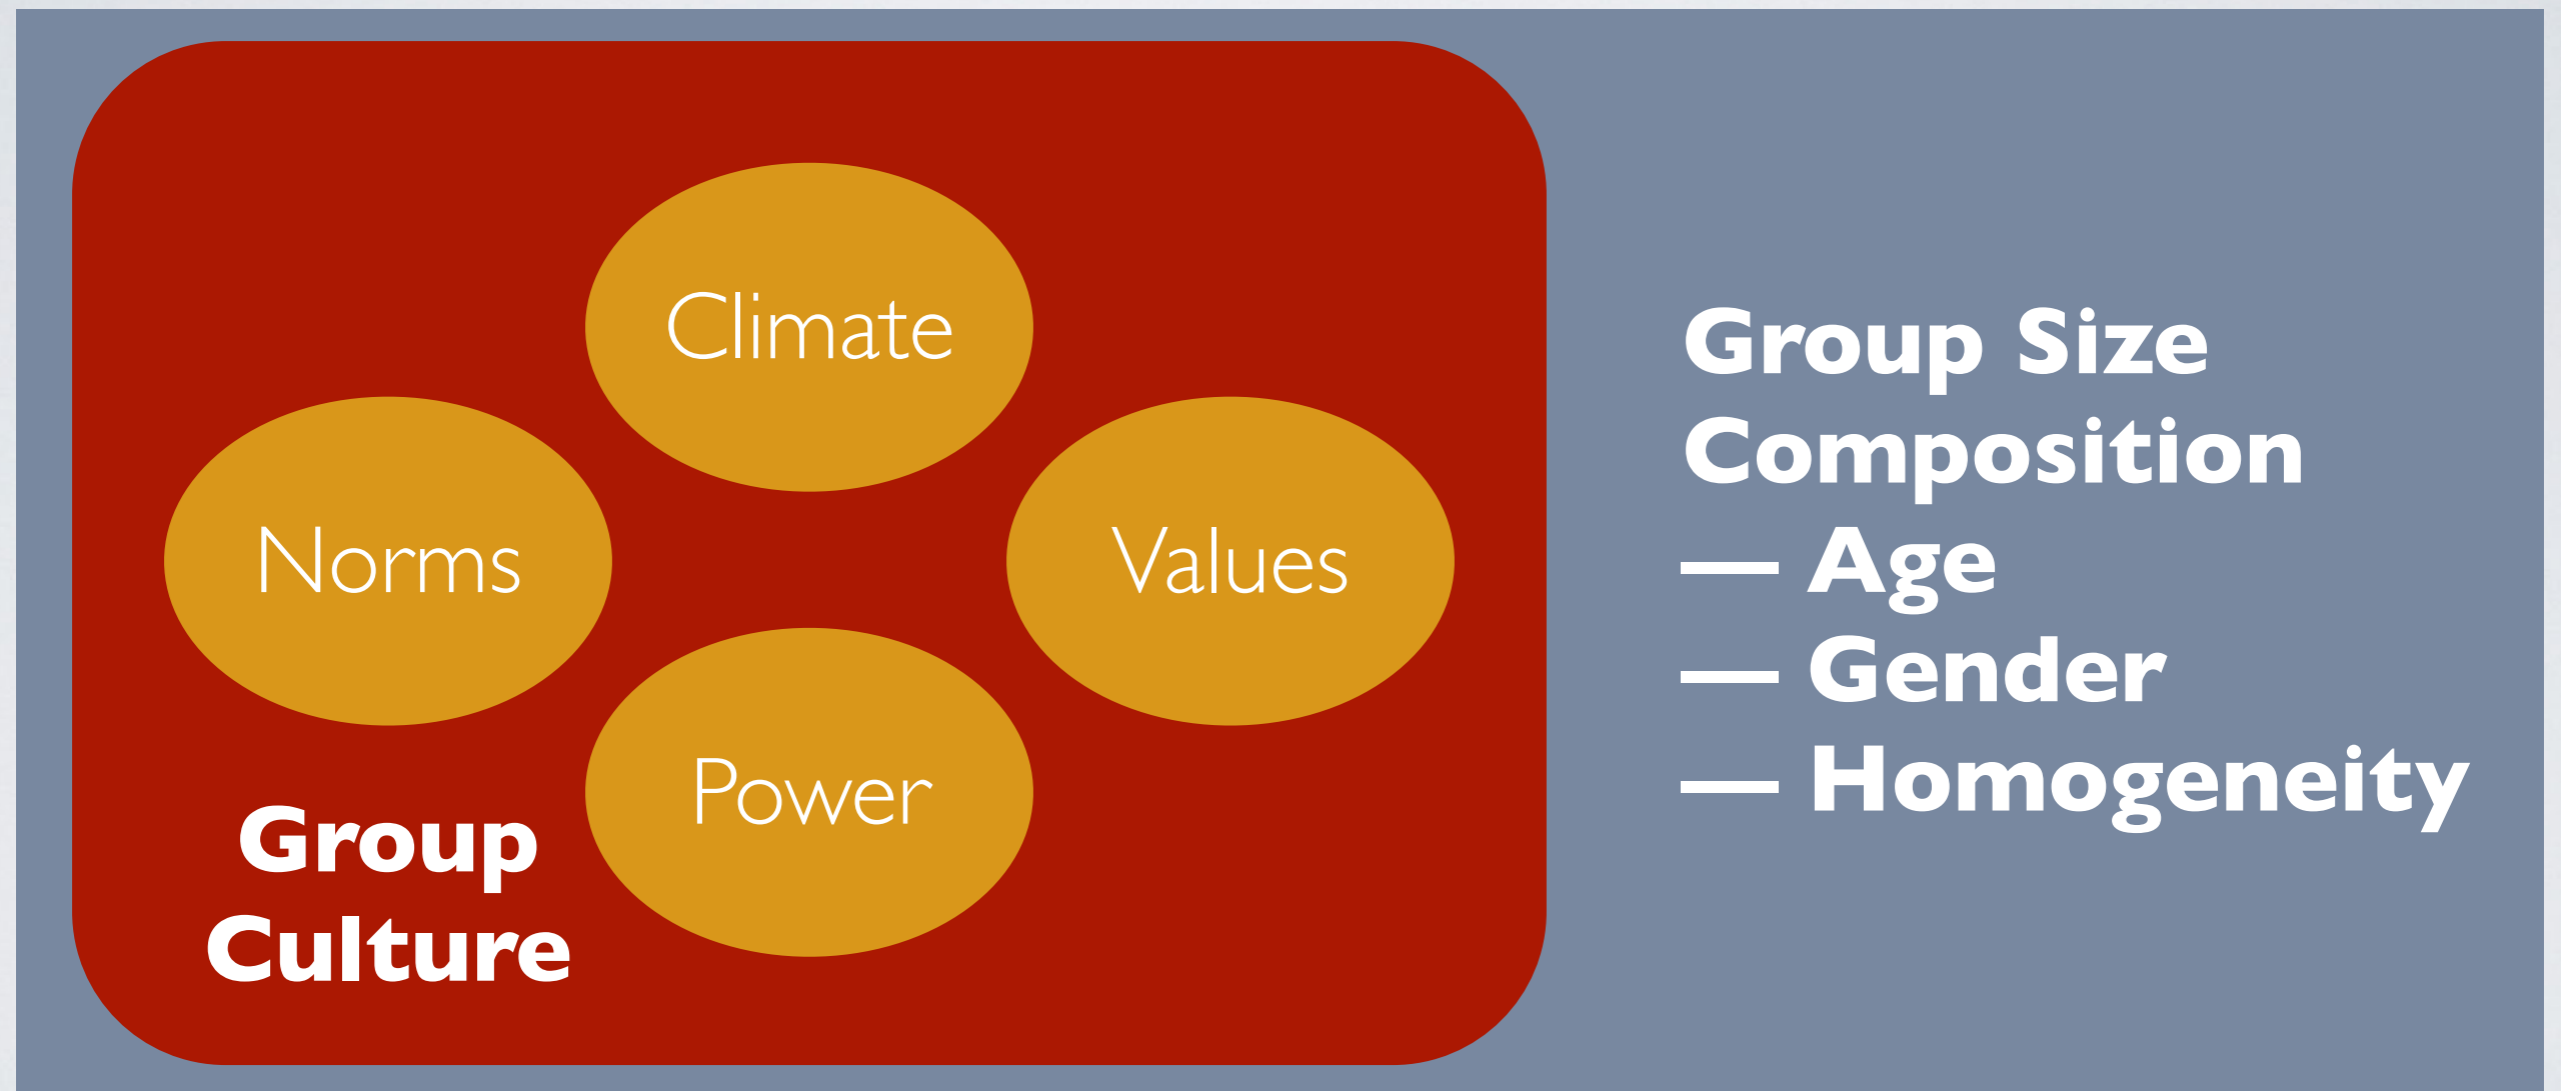 Climate
Norms
Values
Power
Group
Culture
Group Size
Composition
— Age
— Gender
— Homogeneity